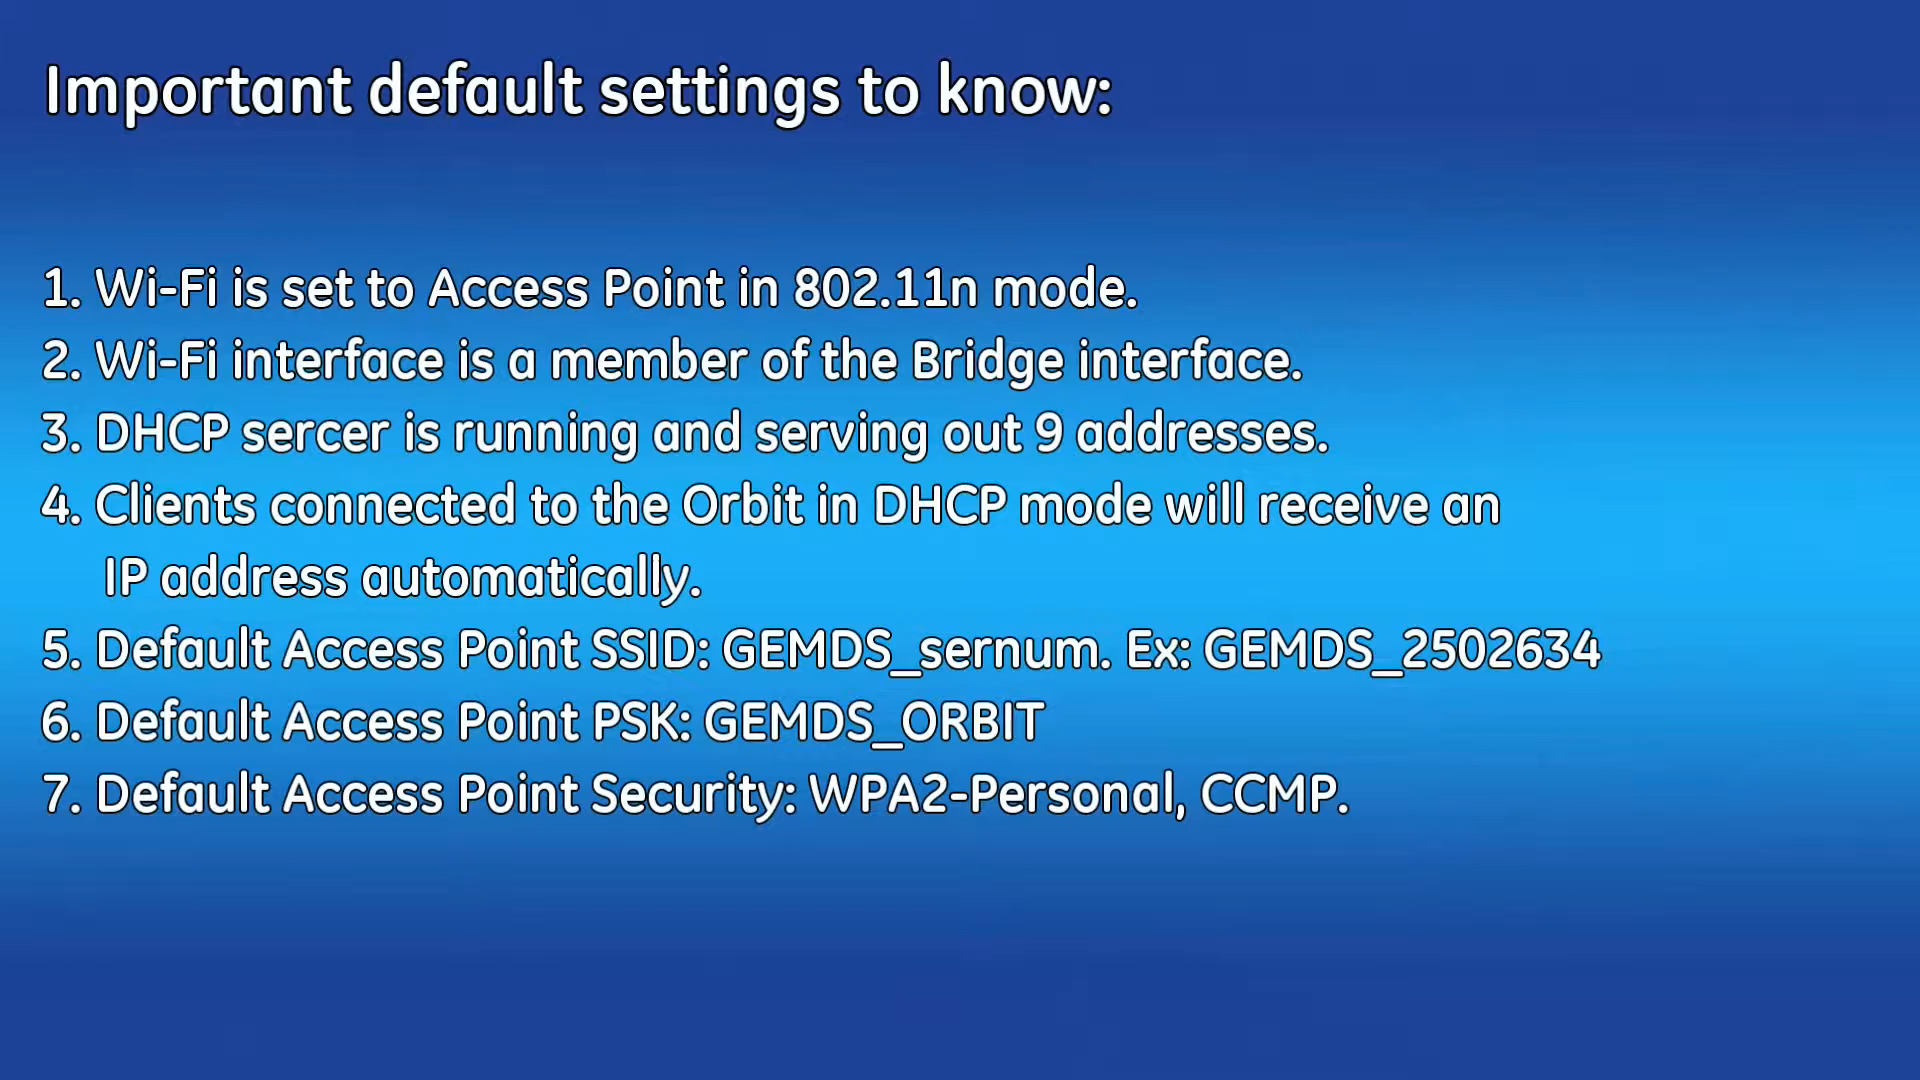 Important default settings to know:
1. Wi-Fi is set to Access Point in 802.11n mode.
2. Wi-Fi interface is a member of the Bridge interface.
3. DHCP sercer is running and serving out 9 addresses.
4. Clients connected to the Orbit in DHCP mode will receive an
IP address automatically.
5. Default Access Point SSID: GEMDS_sernum. Ex: GEMDS_2502634
6. Default Access Point PSK: GEMDS_ORBIT
7. Default Access Point Security: WPA2-Personal, CCMP.